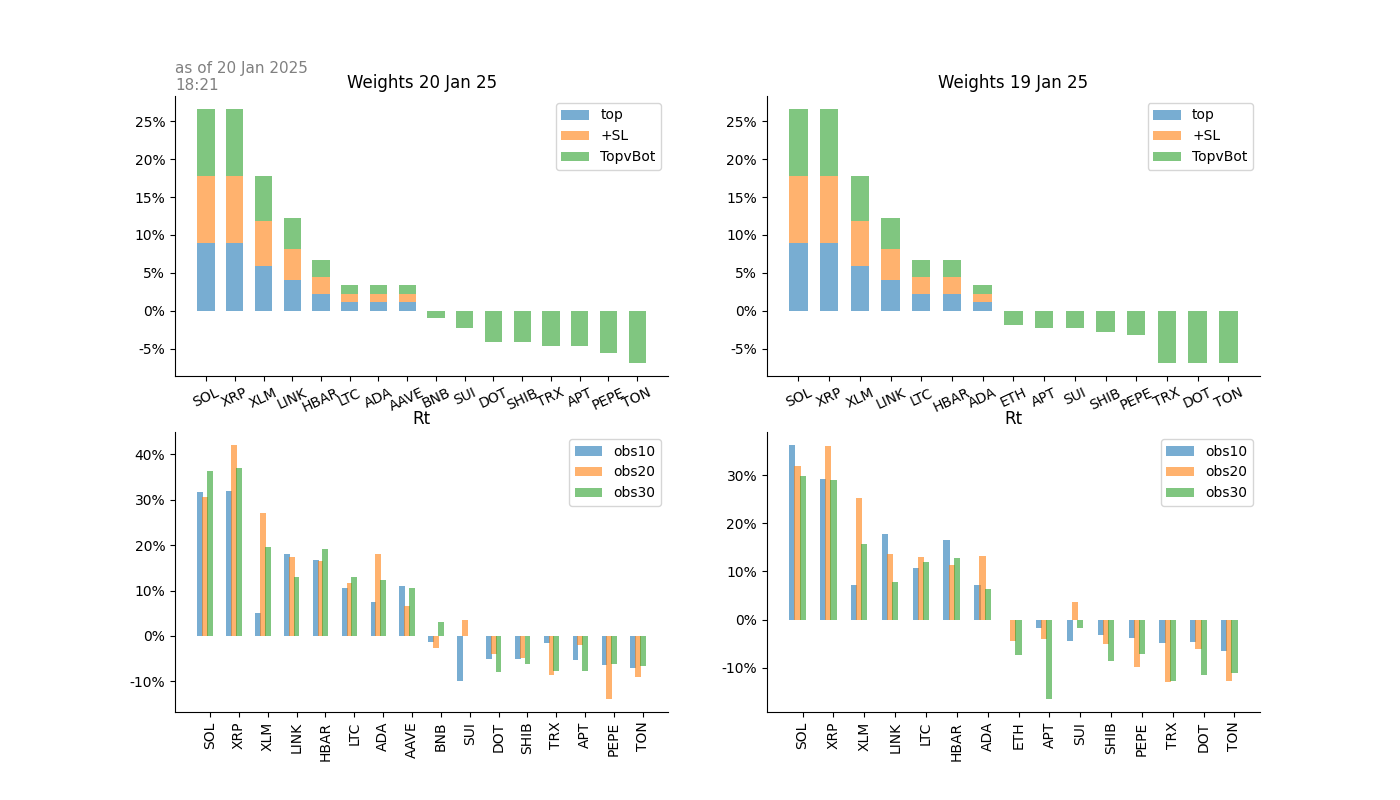 as of 20 Jan 2025
18:21
Weights 20 Jan 25
25%
20%
15%
10%
5%
0%
-5%
top
+SL
TopvBot
SOL XRP XLM LINK HBAR LTC ADA AAVE BNB SUI DOT SHIB TRX APT PEPE TON
Weights 19 Jan 25
25%
20%
15%
10%
5%
0%
-5%
top
+SL
TopvBot
SOL XRP XLM LINK LTC HBAR ADA ETH APT SUI SHIB PEPE TRX DOT TON
Rt
40%
30%
20%
10%
0%
-10%
obs10
obs20
obs30
SOL XRP XLM LINK HBAR LTC ADA AAVE BNB SUI DOT SHIB TRX APT PEPE TON
Rt
30%
20%
10%
0%
-10%
obs10
obs20
obs30
SOL XRP XLM LINK LTC HBAR ADA ETH APT SUI SHIB PEPE TRX DOT TON